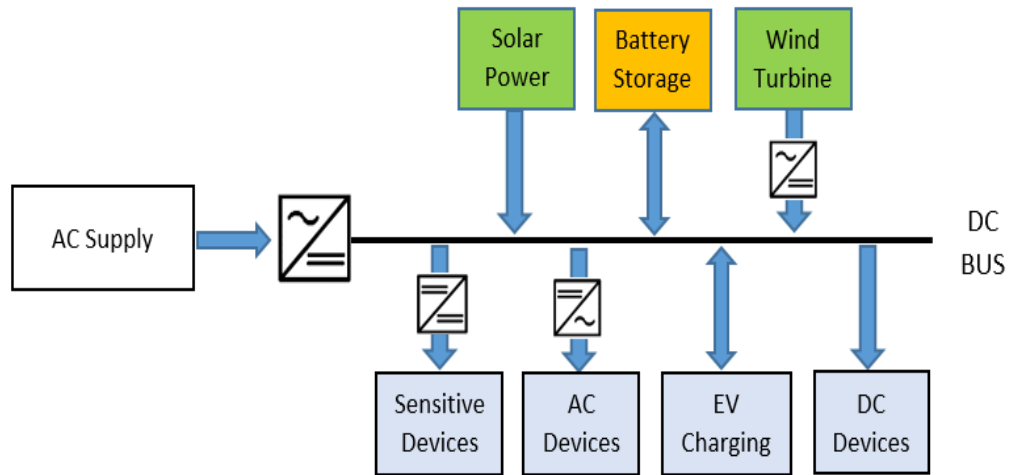 Solar
Power
Battery
Storage
Wind
Turbine
AC Supply
DC
BUS
Sensitive
Devices
AC
Devices
EV
Charging
DC
Devices